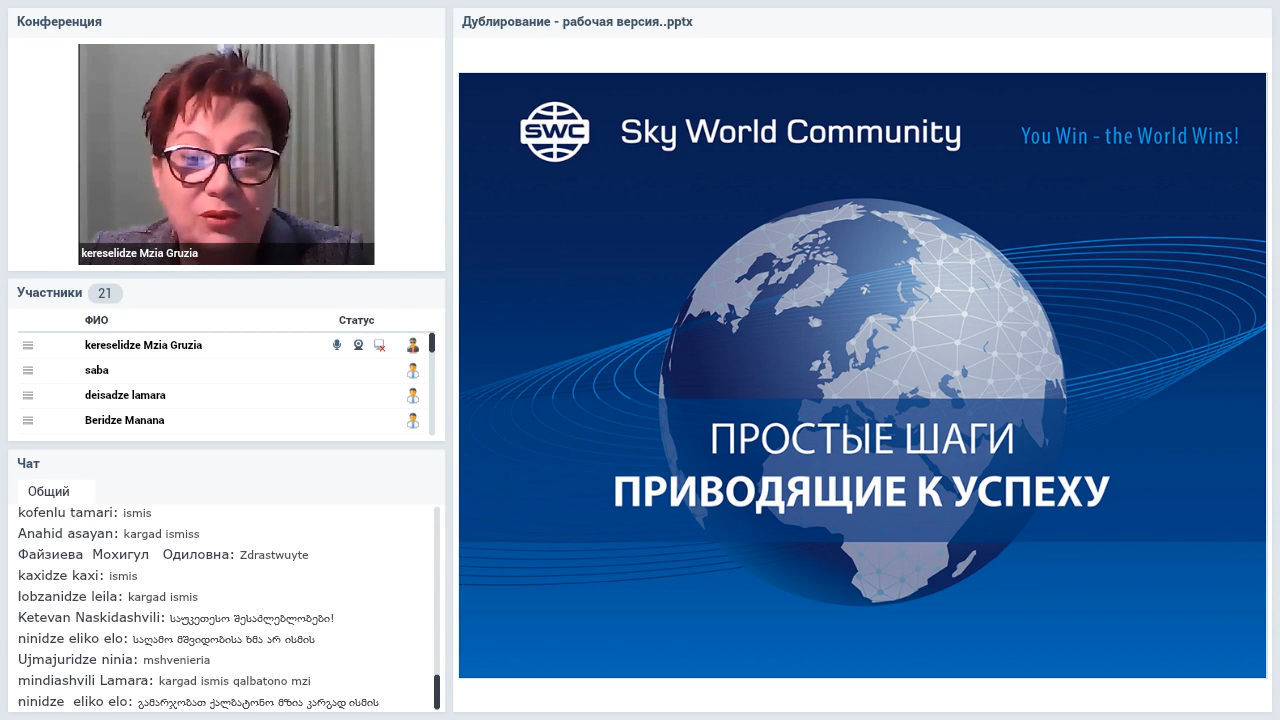 Конференция
kereselidze Mzia Gruzia
Участники 21
ФИО Статус
kereselidze Mzia Gruzia
saba
deisadze lamara
Beridze Manana
Чат
Общий
kofenlu tamari: ismis
Anahid asayan: kargad ismiss
Файзиева Мохигул Одиловна: Zdrastwuyte
kaxidze kaxi: ismis
lobzanidze leila: kargad ismis
Ketevan Naskidashvili: საუკეთესო შესაძლებლობები!
ninidze eliko elo: საღამო მშვიდობისა ხმა არ ისმის
Ujmajuridze ninia: mshvenieria
mindiashvili Lamara: kargad ismis qalbatono mzi
ninidze eliko elo: გამარჯობათ ქალბატონო მზია კარგად ისმის
Дублирование - рабочая версия..pptx
SWC Sky World Community
You Win - the World Wins!
ПРОСТЫЕ ШАГИ
ПРИВОДЯЩИЕ К УСПЕХУ